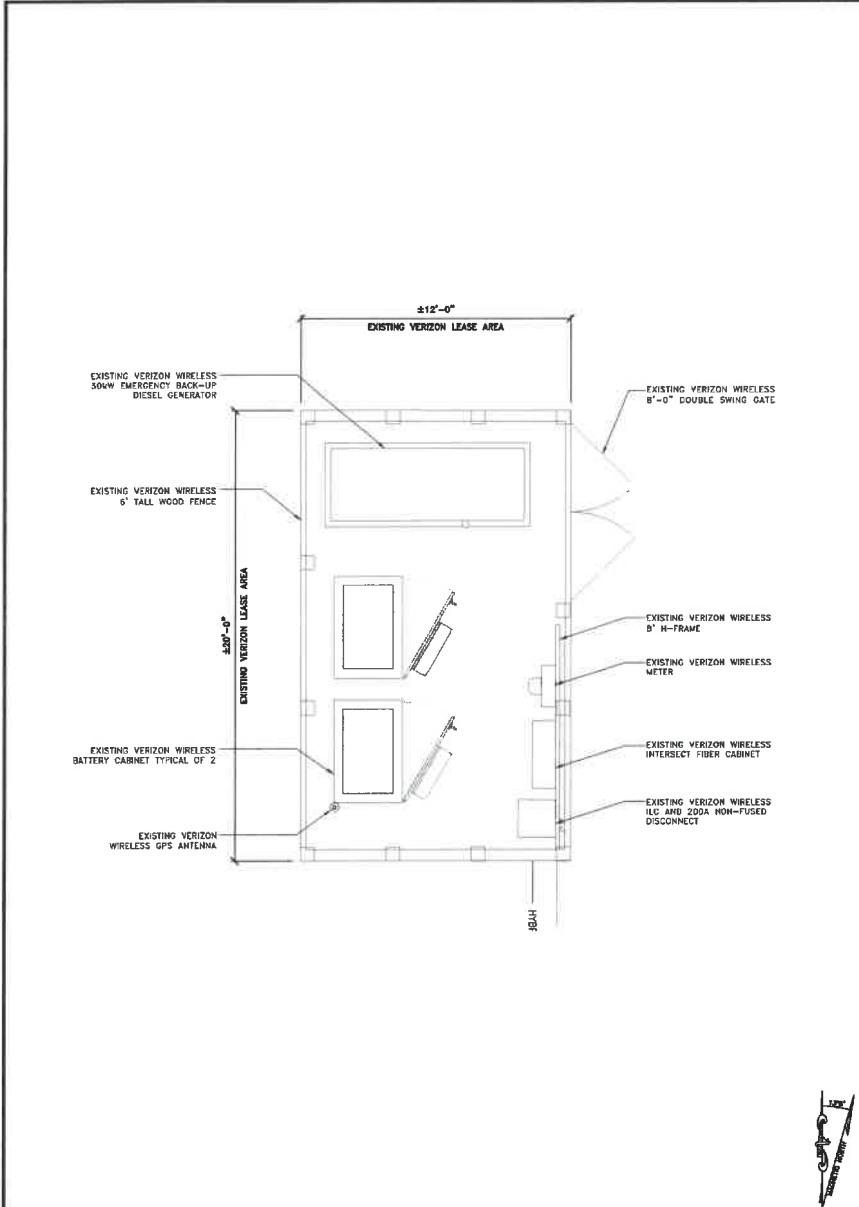 ±12'-0"
EXISTING VERIZON LEASE AREA
EXISTING VERIZON WIRELESS
30kW EMERGENCY BACK-UP
DIESEL GENERATOR
EXISTING VERIZON WIRELESS
8'-0" DOUBLE SWING GATE
EXISTING VERIZON WIRELESS
6' TALL WOOD FENCE
±20'-0"
EXISTING VERIZON LEASE AREA
EXISTING VERIZON WIRELESS
8' H-FRAME
EXISTING VERIZON WIRELESS
METER
EXISTING VERIZON WIRELESS
BATTERY CABINET TYPICAL OF 2
EXISTING VERIZON WIRELESS
INTERSECT FIBER CABINET
EXISTING VERIZON WIRELESS
ILC AND 200A NON-FUSED
DISCONNECT
EXISTING VERIZON
WIRELESS GPS ANTENNA
HYBF
MAGNETIC NORTH